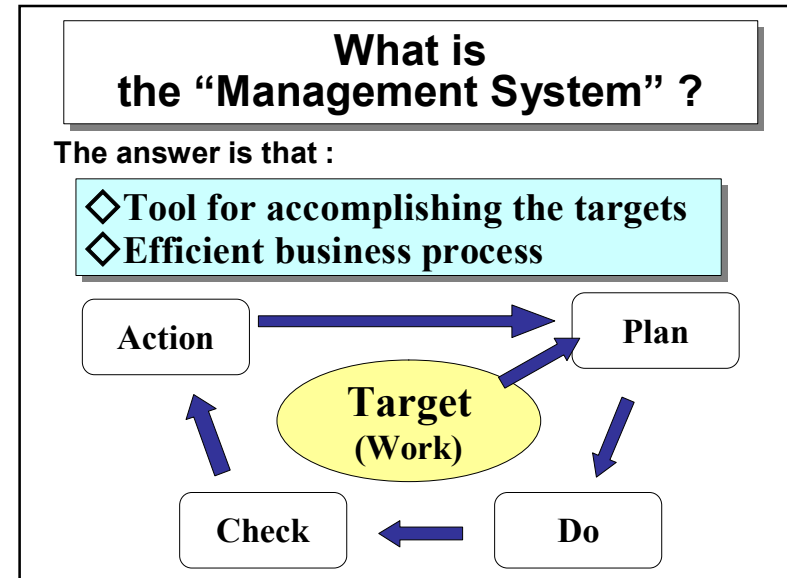 What is
the “Management System” ?
The answer is that :
◇Tool for accomplishing the targets
◇Efficient business process
Action
Plan
Target
(Work)
Check
Do